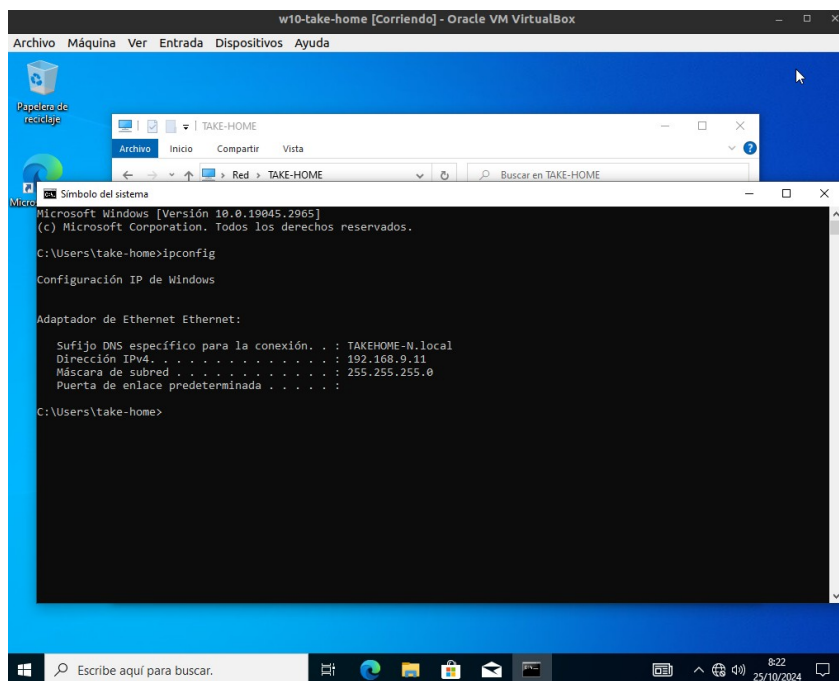 w10-take-home [Corriendo] - Oracle VM VirtualBox
Archivo Máquina Ver Entrada Dispositivos Ayuda
Papelera de
reciclaje
TAKE-HOME
Archivo Inicio Compartir Vista
Red > TAKE-HOME
Buscar en TAKE-HOME
Micro
Símbolo del sistema
Microsoft Windows [Versión 10.0.19045.2965]
(c) Microsoft Corporation. Todos los derechos reservados.
C:\Users\take-home>ipconfig
Configuración IP de Windows
Adaptador de Ethernet Ethernet:
Sufijo DNS específico para la conexión. . : TAKEHOME-N.local
Dirección IPv4. . . . . . . . . . . . . . : 192.168.9.11
Máscara de subred . . . . . . . . . . . . : 255.255.255.0
Puerta de enlace predeterminada . . . . . :
C:\Users\take-home>
Escribe aquí para buscar.
8:22
25/10/2024